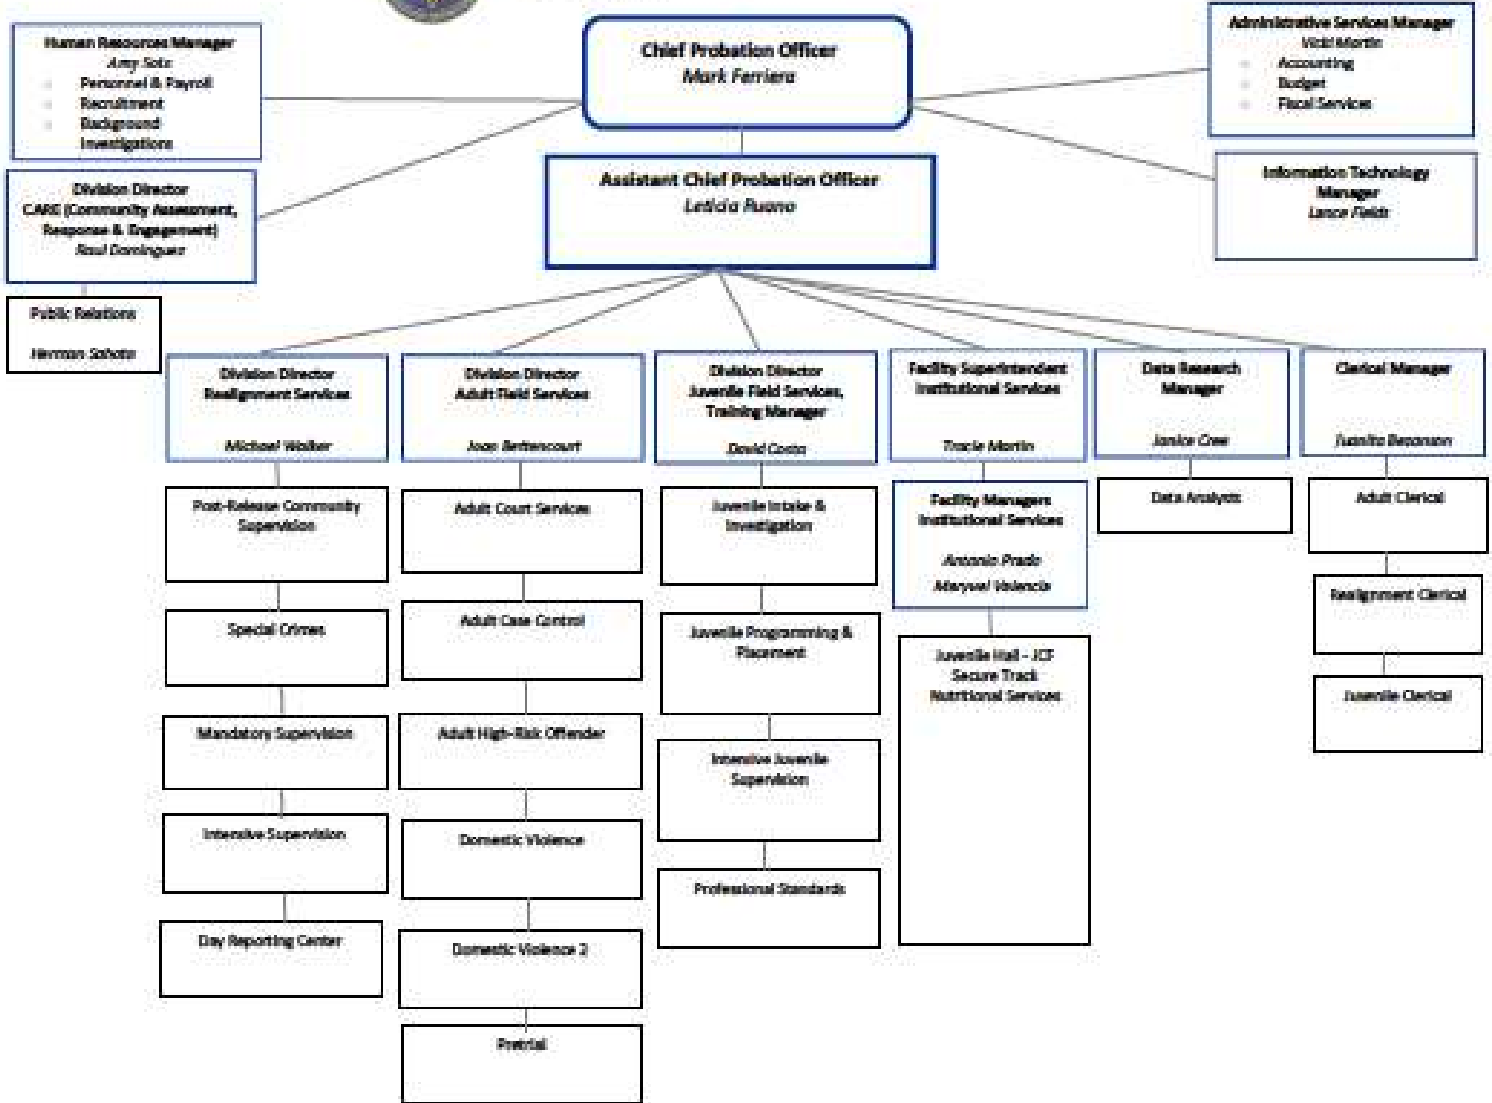 Chief Probation Officer
Mark Ferriera
Human Resources Manager
Amy Solis
Personnel & Payroll
Recruitment
Background
Investigations
Administrative Services Manager
Vicki Martin
Accounting
Budget
Fiscal Services
Assistant Chief Probation Officer
Leticia Ruano
Division Director
CARE (Community Assessment,
Response & Engagement)
Raul Dominguez
Information Technology
Manager
Lance Fields
Public Relations
Herman Sahota
Division Director
Realignment Services
Michael Walker
Division Director
Adult Field Services
Joao Bettencourt
Division Director
Juvenile Field Services,
Training Manager
David Costa
Facility Superintendent
Institutional Services
Tracie Martin
Data Research
Manager
Janice
Clerical Manager
Juanita
Post-Release Community
Supervision
Special Crimes
Mandatory Supervision
Intensive Supervision
Day Reporting Center
Adult Court Services
Adult Case Control
Adult High-Risk Offender
Domestic Violence
Domestic Violence 2
Pretrial
Juvenile Intake &
Investigation
Juvenile Programming &
Placement
Intensive Juvenile
Supervision
Professional Standards
Facility Managers
Institutional Services
Antonio Prado
Valencia
Juvenile Hall - JCF
Secure Track
Nutritional Services
Data Analysts
Adult Clerical
Realignment Clerical
Juvenile Clerical